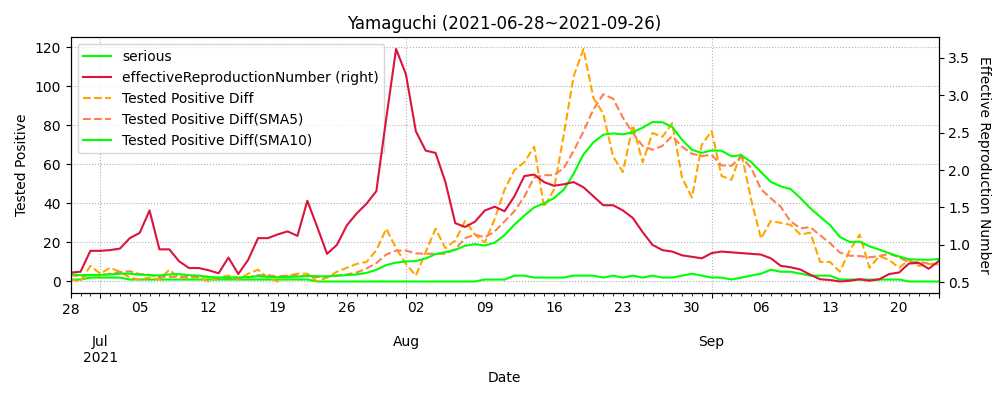 Yamaguchi (2021-06-28~2021-09-26)
serious
effectiveReproductionNumber (right)
Tested Positive Diff
Tested Positive Diff(SMA5)
Tested Positive Diff(SMA10)
Tested Positive
120
100
80
60
40
20
0
3.5
3.0
2.5
2.0
1.5
1.0
0.5
Effective Reproduction Number
28 05 12 19 26 02 09 16 23 30 06 13 20
Jul Aug Sep
2021
Date